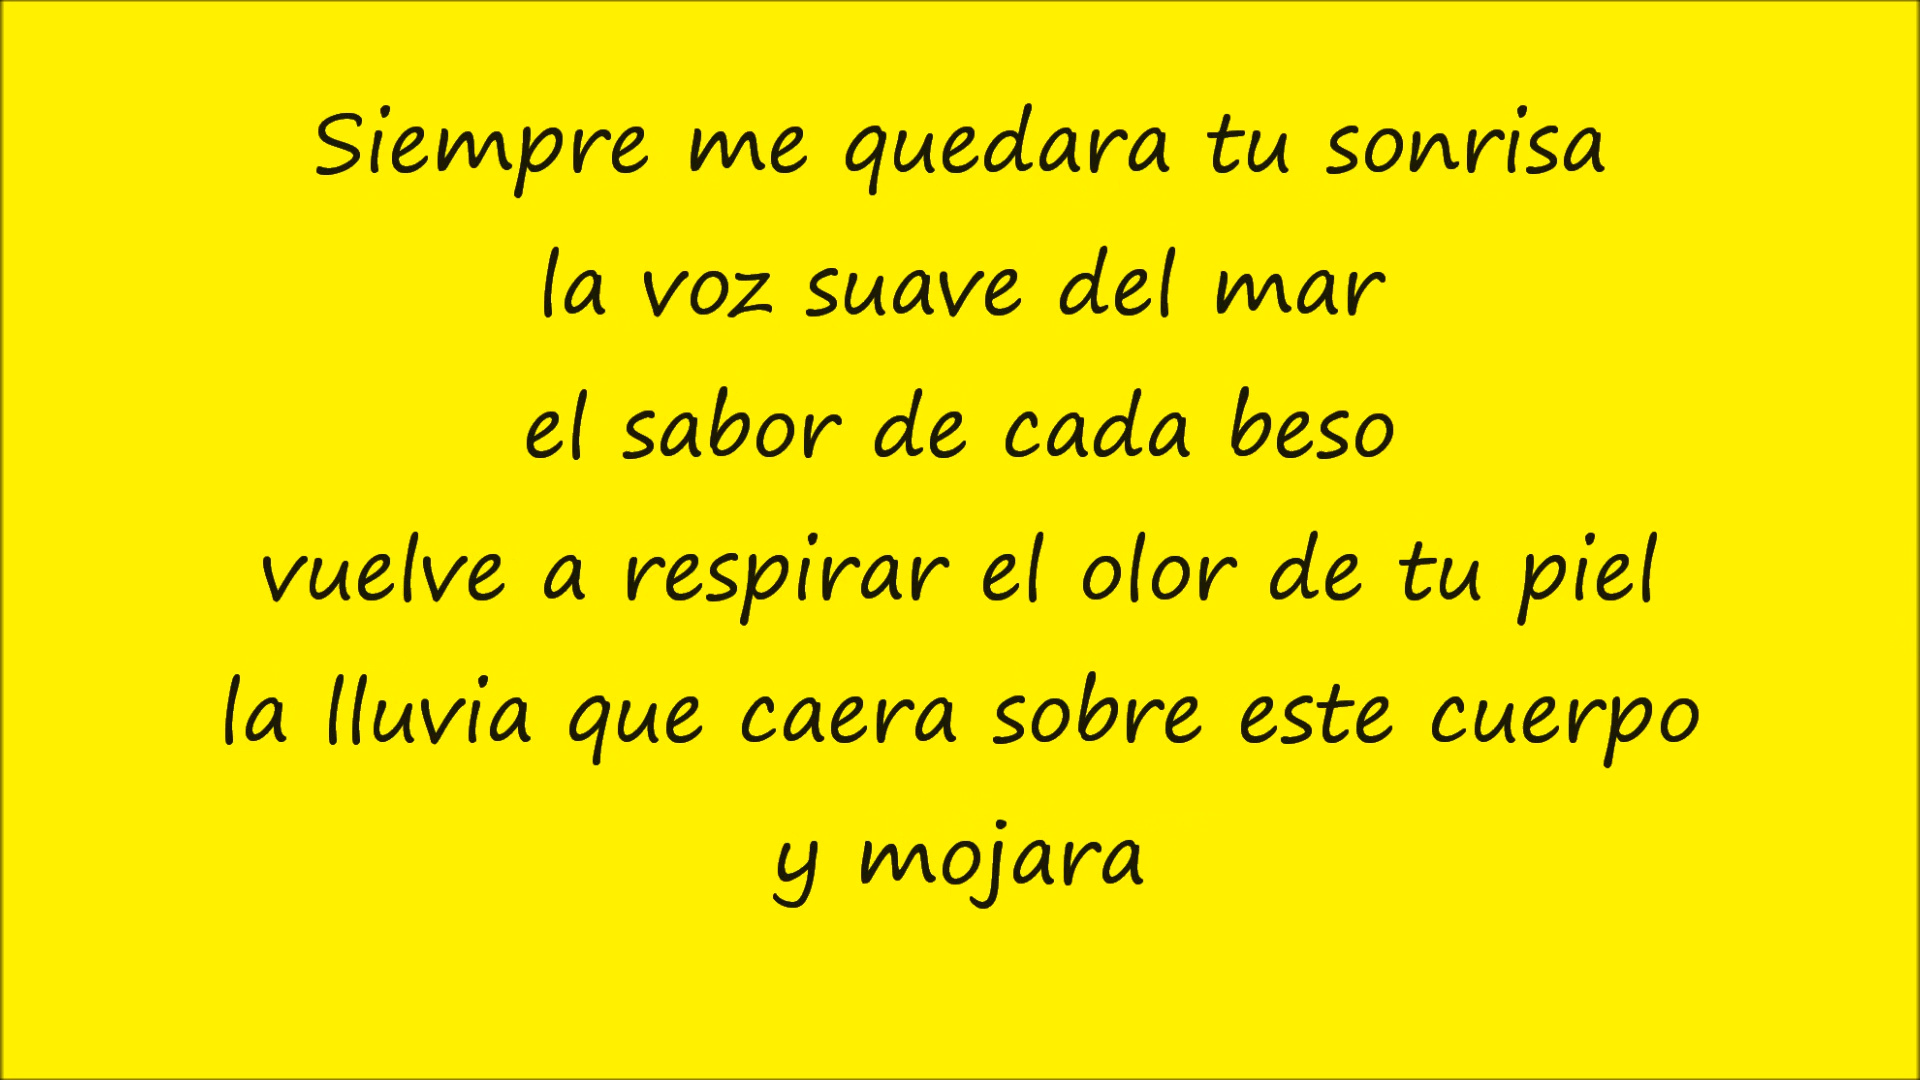 Siempre me quedara tu sonrisa
la voz suave del mar
el sabor de cada beso
vuelve a respirar el olor de tu piel
la lluvia que caera sobre este cuerpo
y mojara